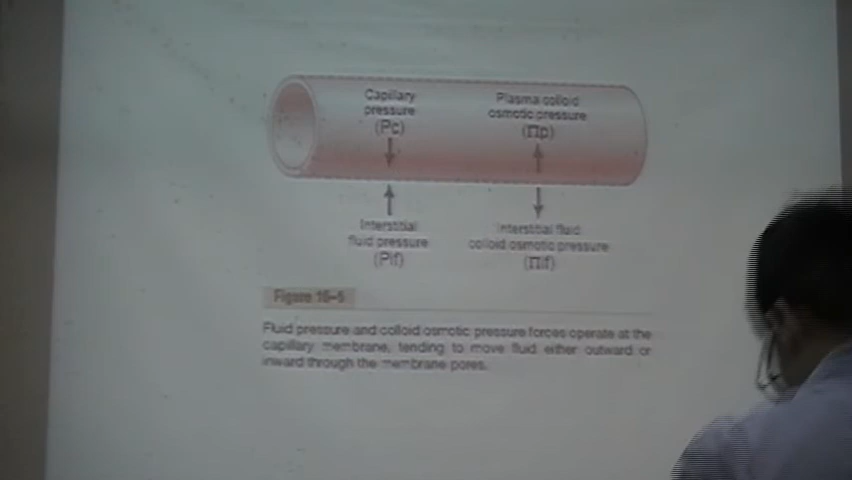 Capillary
pressure
(Pc)
Plasma colloid
osmotic pressure
(Πp)
Interstitial
fluid pressure
(Pif)
Interstitial fluid
colloid osmotic pressure
(Πif)
Figure 16–5
Fluid pressure and colloid osmotic pressure forces operate at the
capillary membrane, tending to move fluid either outward or
inward through the membrane pores.